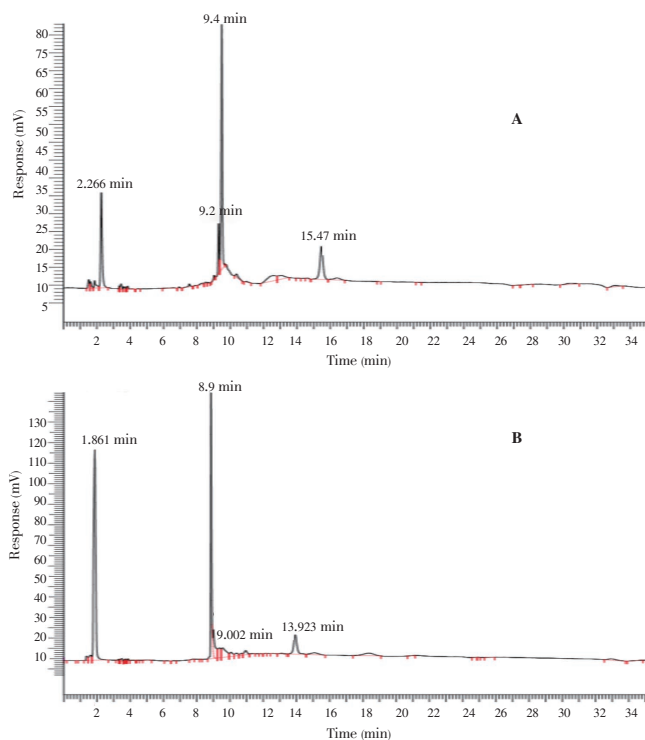 9.4 min
80
75
65
60
50
45
40
35
30
25
20
15
10
5
Response (mV)
A
2.266 min
9.2 min
15.47 min
2 4 6 8 10 12 14 16 18 20 22 24 26 28 30 32 34
Time (min)
8.9 min
130
120
110
100
90
80
70
60
50
40
30
20
10
Response (mV)
B
1.861 min
9.002 min
13.923 min
2 4 6 8 10 12 14 16 18 20 22 24 26 28 30 32 34
Time (min)